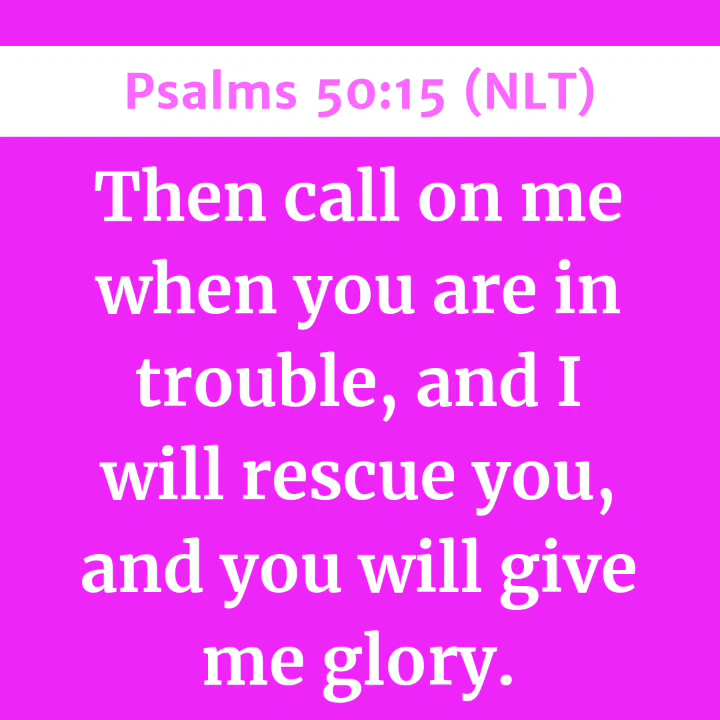 Psalms 50:15 (NLT)
Then call on me
when you are in
trouble, and I
will rescue you,
and you will give
me glory.